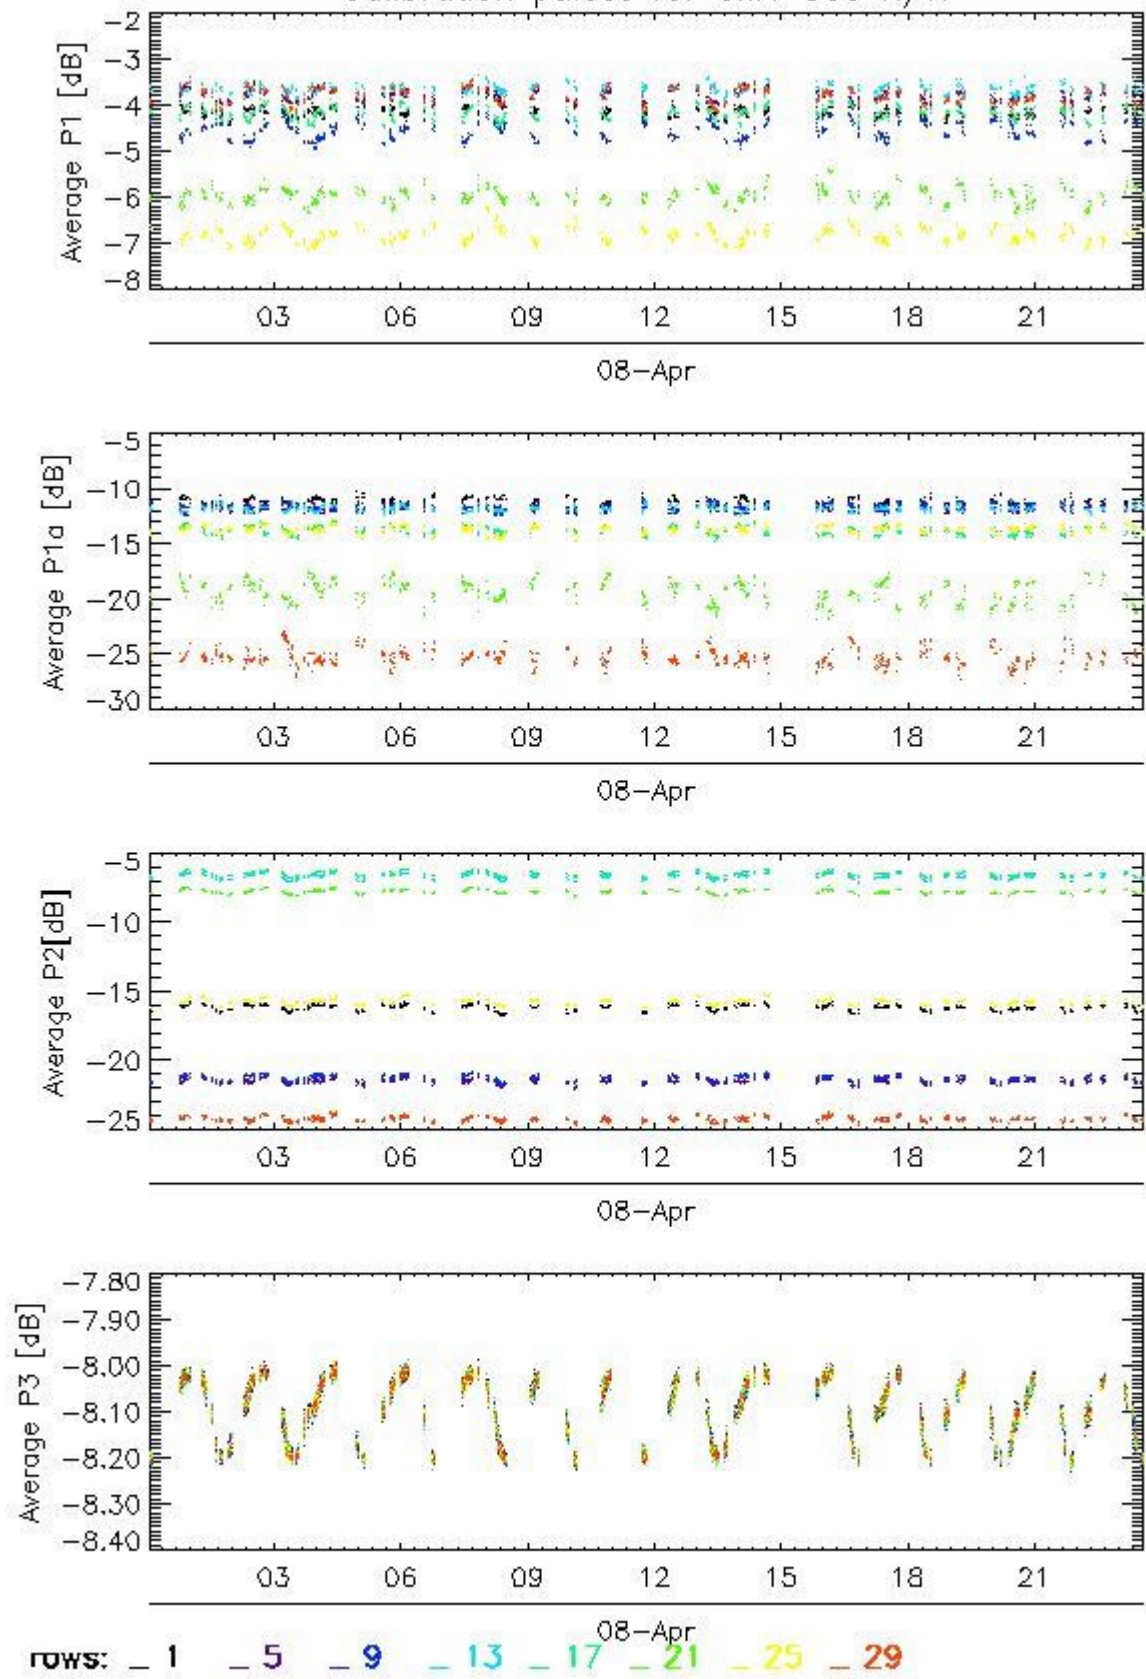 -2
-3
-4
-5
-6
-7
-8
Average P1 [dB]
03 06 09 12 15 18 21
08-Apr
-5
-10
-15
-20
-25
-30
Average P1a [dB]
03 06 09 12 15 18 21
08-Apr
-5
-10
-15
-20
-25
Average P2[dB]
03 06 09 12 15 18 21
08-Apr
-7.80
-7.90
-8.00
-8.10
-8.20
-8.30
-8.40
Average P3 [dB]
03 06 09 12 15 18 21
08-Apr
rows: _ 1 _ 5 _ 9 _ 13 _ 17 _ 21 _ 25 _ 29